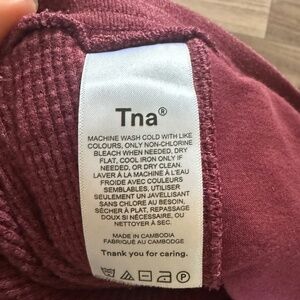 Tna®
MACHINE WASH COLD WITH LIKE
COLOURS, ONLY NON-CHLORINE
BLEACH WHEN NEEDED, DRY
FLAT, COOL IRON ONLY IF
NEEDED, OR DRY CLEAN.
LAVER À LA MACHINE À L'EAU
FROIDE AVEC COULEURS
SEMBLABLES, UTILISER
SEULEMENT UN JAVELLISANT
SANS CHLORE AU BESOIN,
SÉCHER À PLAT, REPASSAGE
DOUX SI NÉCESSAIRE, OU
NETTOYER À SEC.
MADE IN CAMBODIA
FABRIQUÉ AU CAMBODGE
Thank you for caring.
P